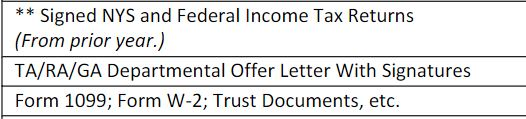 ** Signed NYS and Federal Income Tax Returns
(From prior year.)
TA/RA/GA Departmental Offer Letter With Signatures
Form 1099; Form W-2; Trust Documents, etc.